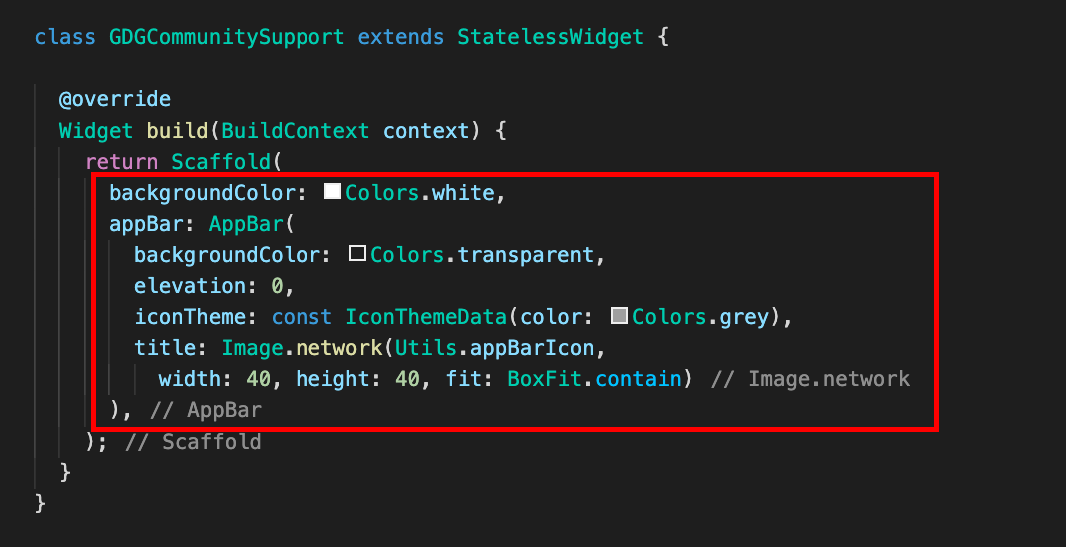 class GDGCommunitySupport extends StatelessWidget {
@override
Widget build(BuildContext context) {
return Scaffold(
backgroundColor: Colors.white,
appBar: AppBar(
backgroundColor: Colors.transparent,
elevation: 0,
iconTheme: const IconThemeData(color: Colors.grey),
title: Image.network(Utils.appBarIcon,
width: 40, height: 40, fit: BoxFit.contain) // Image.network
), // AppBar
); // Scaffold
}
}